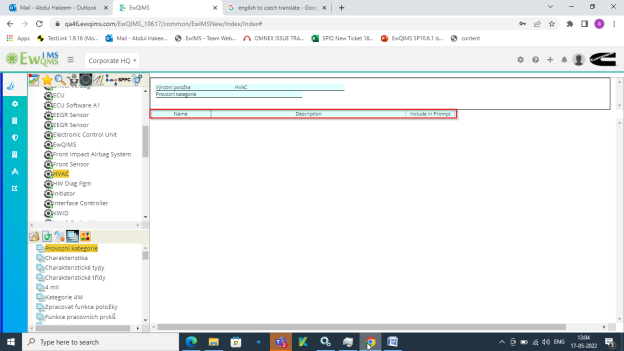 Mail - Abdul Hakeem - Outlook
EwQIMS
english to czech translate - Goog
qa46.ewqims.com/EwQIMS_10617/common/EwIMSNew/Index/Index#
Apps
TestLink 1.9.16 (Mo...
Mail - Abdul Hakee...
EwIMS - Team Web...
OMNEX ISSUE TRA...
SPID New Ticket 18...
EwQIMS SP10.6.1 Is...
content
EwQIMS
Corporate HQ
SPPC
ECU
ECU Software A1
EEGR Sensor
EEGR Sensor
Electronic Control Unit
EwQIMS
Front Impact Airbag System
Front Sensor
HVAC
HW Diag Pgm
Initiator
Interface Controller
KWID
Výrobní položka HVAC
Provozní kategorie
Name Description Include In Prompt
Provozní kategorie
Charakteristika
Charakteristické typy
Charakteristické třídy
4 mil
Kategorie 4M
Zpracovat funkce položky
Funkce pracovních prvků
Type here to search
ENG
13:04
17-05-2022